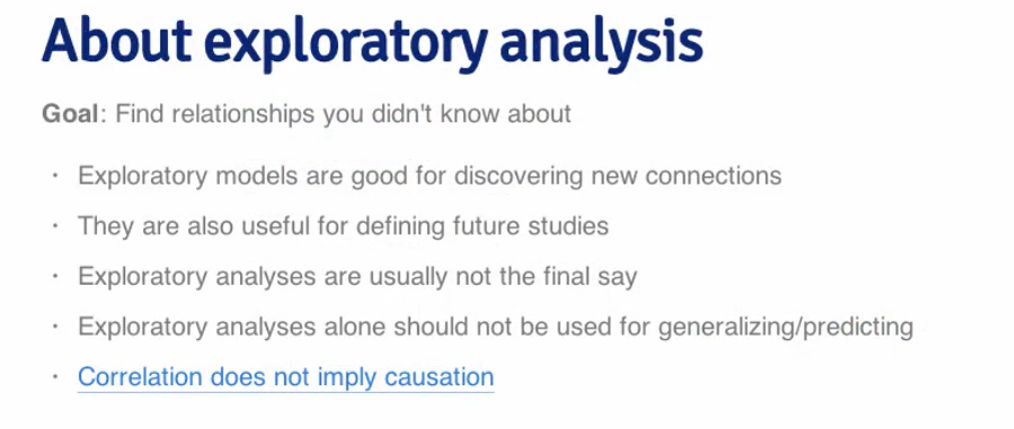 About exploratory analysis
Goal: Find relationships you didn't know about
· Exploratory models are good for discovering new connections
· They are also useful for defining future studies
· Exploratory analyses are usually not the final say
· Exploratory analyses alone should not be used for generalizing/predicting
· Correlation does not imply causation